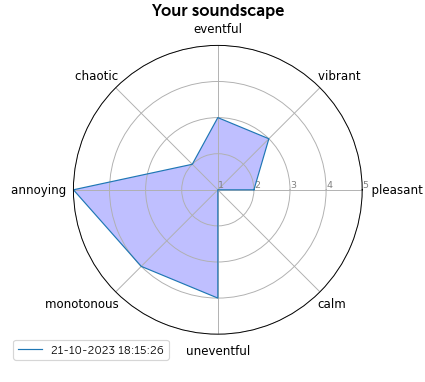 Your soundscape
eventful
chaotic
vibrant
annoying
1 2 3 4 5
pleasant
monotonous
calm
uneventful
21-10-2023 18:15:26